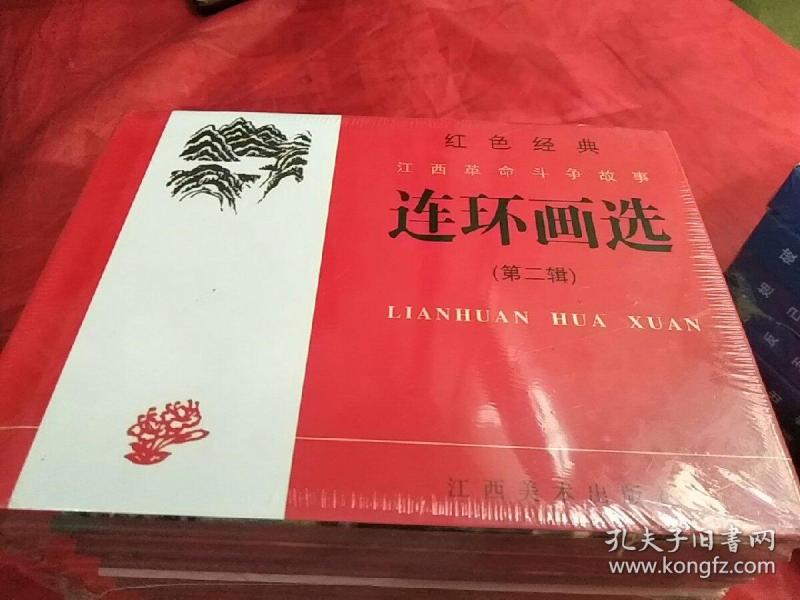 红色经典
江西革命斗争故事
连环画选
(第二辑)
LIANHUAN HUA XUAN
江西美术出版社
孔夫子旧书网
www.kongfz.com